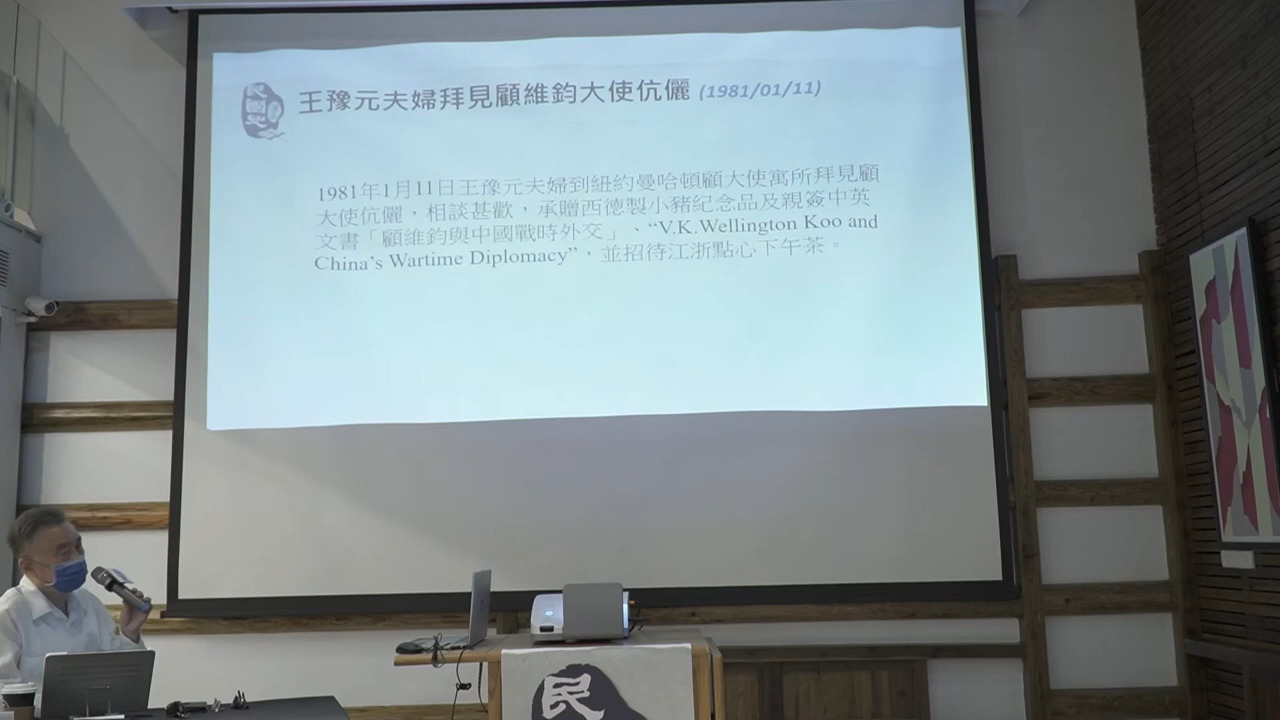 王豫元夫婦拜見顧維鈞大使伉儷 (1981/01/11)
1981年1月11日王豫元夫婦到紐約曼哈頓顧大使寓所拜見顧
大使伉儷，相談甚歡，承贈西德製小豬紀念品及親簽中英
文書「顧維鈞與中國戰時外交」、“V.K.Wellington Koo and
China’s Wartime Diplomacy”，並招待江浙點心下午茶。
民